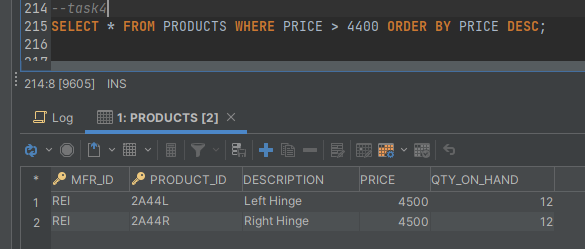 214 --task4
215 SELECT * FROM PRODUCTS WHERE PRICE > 4400 ORDER BY PRICE DESC;
216
217
214:8 [9605] INS
Log 1: PRODUCTS [2]
* MFR_ID PRODUCT_ID DESCRIPTION PRICE QTY_ON_HAND
1 REI 2A44L Left Hinge 4500 12
2 REI 2A44R Right Hinge 4500 12